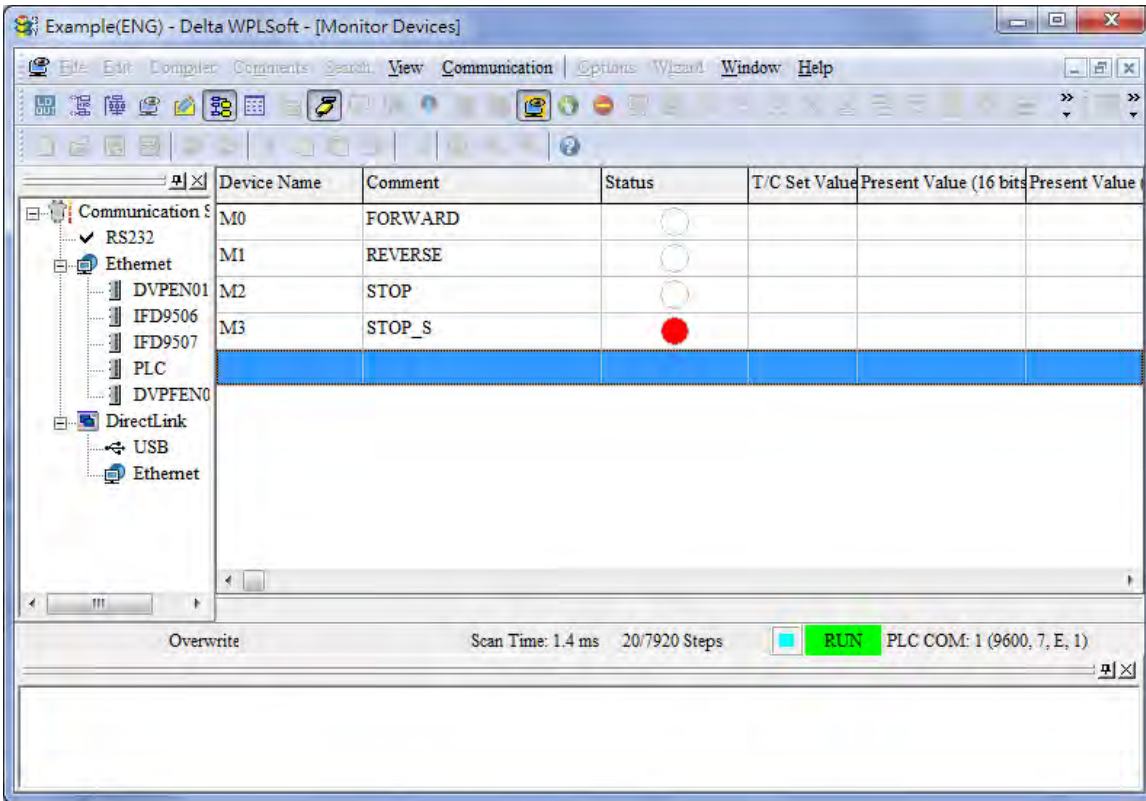 Example(ENG) - Delta WPLSoft - [Monitor Devices]
File Edit Compiler Comments Search View Communication Options Wizard Window Help
Device Name Comment Status T/C Set Value Present Value (16 bits Present Value (
Communication S
RS232
Ethernet
DVPEN01
IFD9506
IFD9507
PLC
DVPFEN0
DirectLink
USB
Ethernet
M0 FORWARD
M1 REVERSE
M2 STOP
M3 STOP_S
Overwrite Scan Time: 1.4 ms 20/7920 Steps RUN PLC COM: 1 (9600, 7, E, 1)